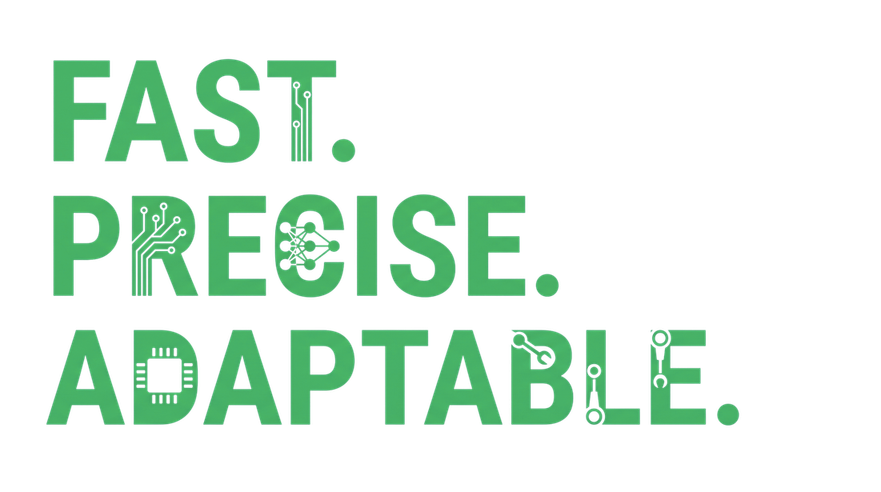 FAST.
PRECISE.
ADAPTABLE.